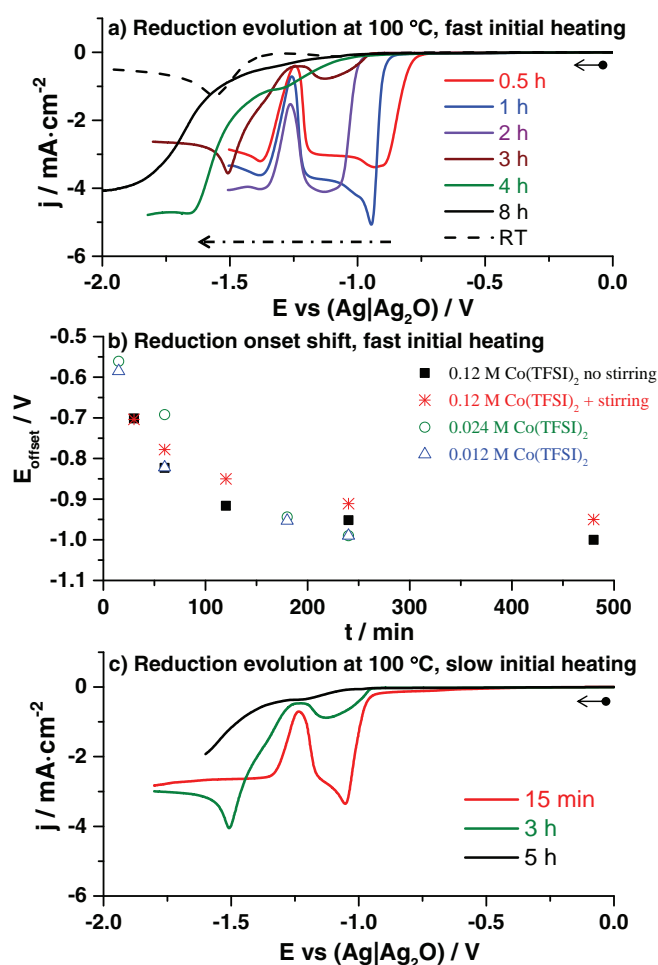 a) Reduction evolution at 100 °C, fast initial heating
0
-2
-4
-6
j / mA·cm-2
0.5 h
1 h
2 h
3 h
4 h
8 h
RT
-2.0 -1.5 -1.0 -0.5 0.0
E vs (Ag|Ag2O) / V
b) Reduction onset shift, fast initial heating
-0.5
-0.6
-0.7
-0.8
-0.9
-1.0
-1.1
Eoffset / V
0.12 M Co(TFSI)2 no stirring
0.12 M Co(TFSI)2 + stirring
0.024 M Co(TFSI)2
0.012 M Co(TFSI)2
0 100 200 300 400 500
t / min
c) Reduction evolution at 100 °C, slow initial heating
0
-2
-4
-6
j / mA·cm-2
15 min
3 h
5 h
-2.0 -1.5 -1.0 -0.5 0.0
E vs (Ag|Ag2O) / V